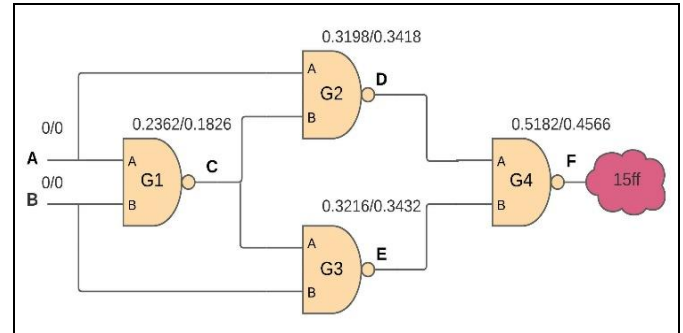 0.3198/0.3418
A
D
G2
B
0/0
0.2362/0.1826
0.5182/0.4566
A
A
C
A
F
G1
G4
15ff
0/0
B
B
B
0.3216/0.3432
A
E
G3
B